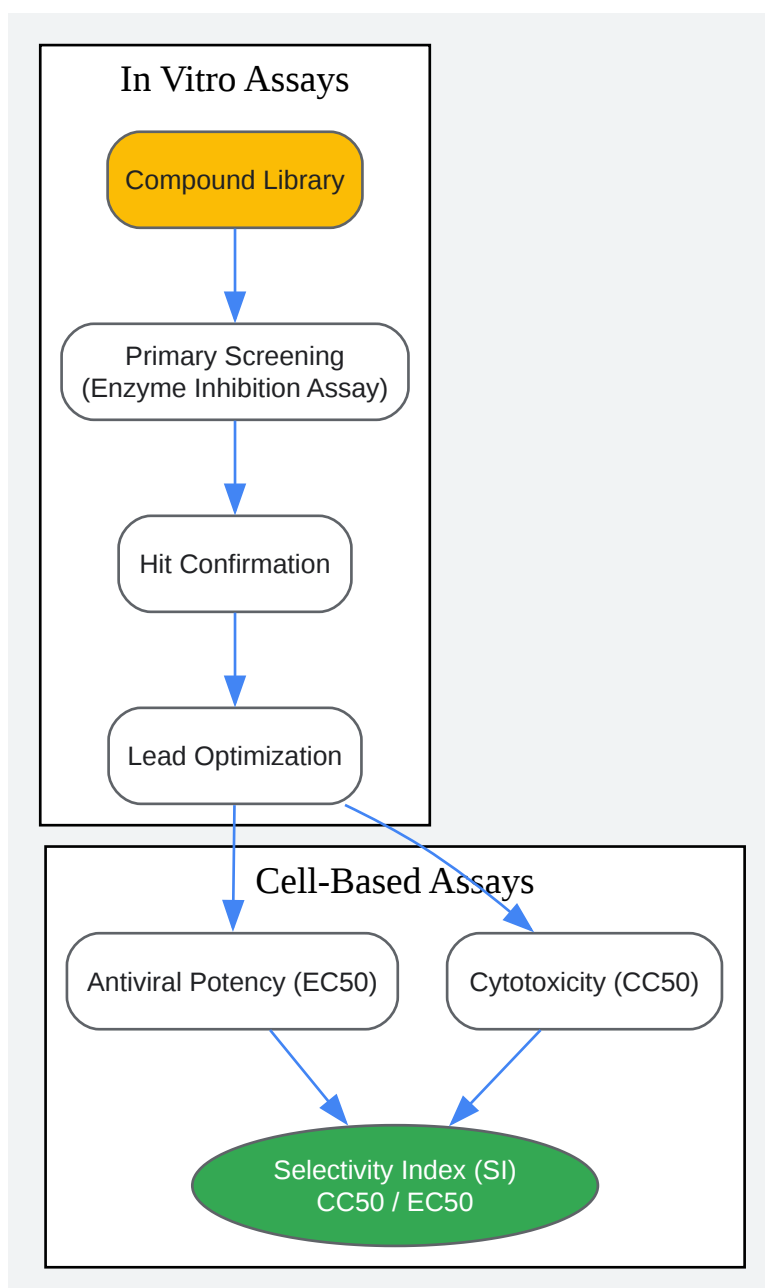 In Vitro Assays
Compound Library
Primary Screening
(Enzyme Inhibition Assay)
Hit Confirmation
Lead Optimization
Cell-Based Assays
Antiviral Potency (EC50)
Cytotoxicity (CC50)
Selectivity Index (SI)
CC50 / EC50